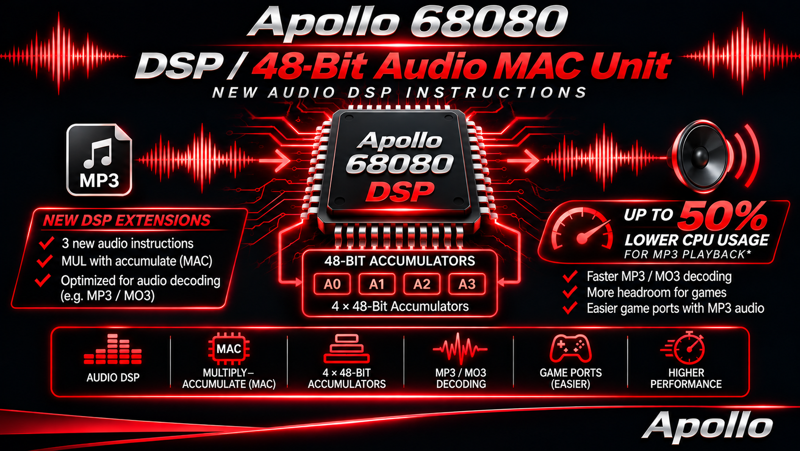 Apollo 68080
DSP / 48-Bit Audio MAC Unit
NEW AUDIO DSP INSTRUCTIONS
MP3
Apollo
68080
DSP
NEW DSP EXTENSIONS
3 new audio instructions
MUL with accumulate (MAC)
Optimized for audio decoding
(e.g. MP3 / MO3)
48-BIT ACCUMULATORS
A0 A1 A2 A3
4 × 48-Bit Accumulators
UP TO 50%
LOWER CPU USAGE
FOR MP3 PLAYBACK*
Faster MP3 / MO3 decoding
More headroom for games
Easier game ports with MP3 audio
AUDIO DSP
MAC
MULTIPLY–
ACCUMULATE (MAC)
4 × 48-BIT
ACCUMULATORS
MP3 / MO3
DECODING
GAME PORTS
(EASIER)
HIGHER
PERFORMANCE
Apollo